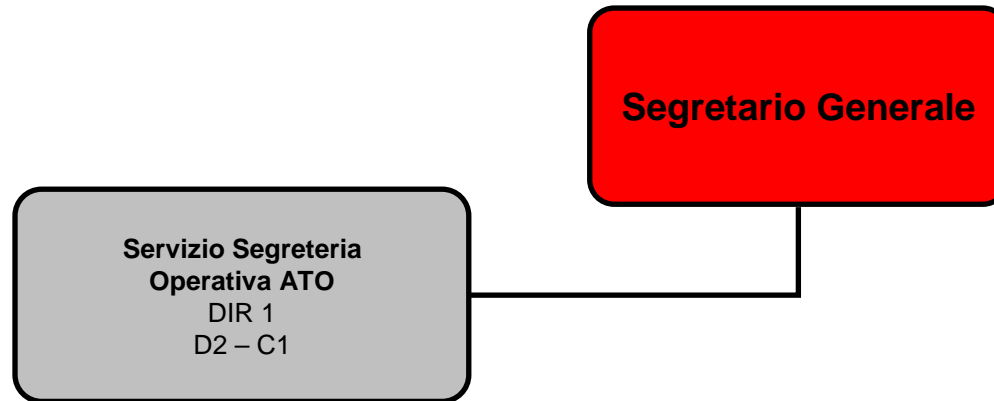 Segretario Generale
Servizio Segreteria
Operativa ATO
DIR 1
D2 – C1